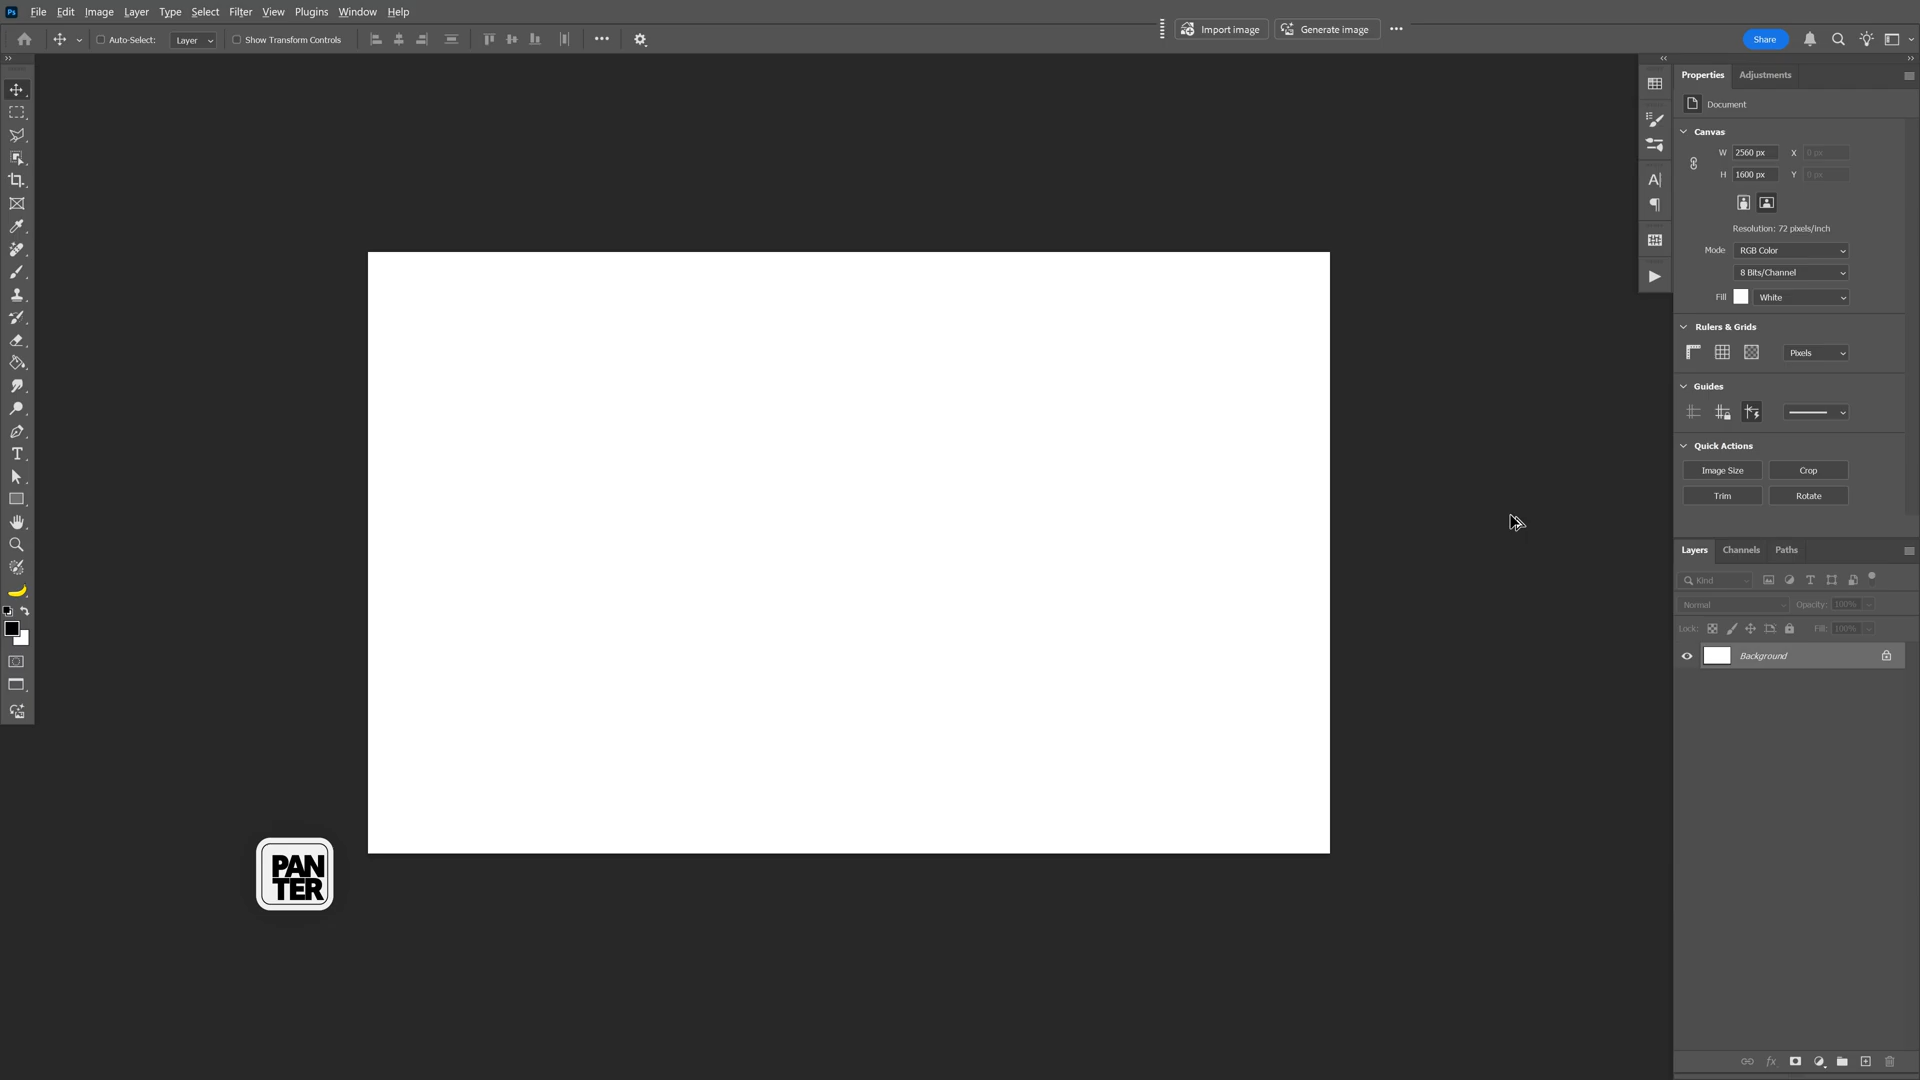 Ps File Edit Image Layer Type Select Filter View Plugins Window Help
Auto-Select: Layer Show Transform Controls
Import image Generate image
Share
Properties Adjustments
Document
Canvas
W 2560 px X 0 px
H 1600 px Y 0 px
Resolution: 72 pixels/inch
Mode RGB Color
8 Bits/Channel
Fill White
Rulers & Grids
Pixels
Guides
Quick Actions
Image Size Crop
Trim Rotate
Layers Channels Paths
Kind
Normal Opacity: 100%
Lock: Fill: 100%
Background
PAN
TER